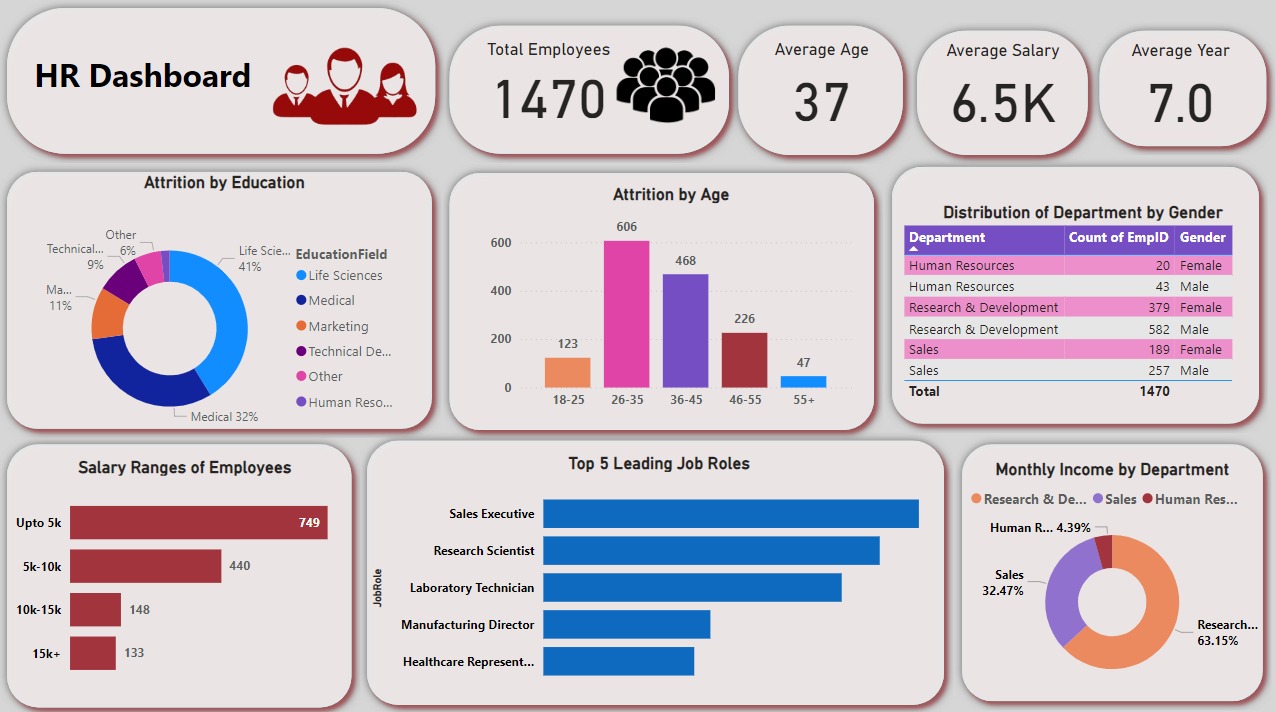 HR Dashboard
Total Employees
1470
Average Age
37
Average Salary
6.5K
Average Year
7.0
Attrition by Education
Other
6%
Technical...
9%
Ma...
11%
Life Scie...
41%
Medical 32%
EducationField
Life Sciences
Medical
Marketing
Technical De...
Other
Human Reso...
Attrition by Age
600
400
200
0
123
606
468
226
47
18-25
26-35
36-45
46-55
55+
Distribution of Department by Gender
Department Count of EmpID Gender
Human Resources 20 Female
Human Resources 43 Male
Research & Development 379 Female
Research & Development 582 Male
Sales 189 Female
Sales 257 Male
Total 1470
Salary Ranges of Employees
Upto 5k 749
5k-10k 440
10k-15k 148
15k+ 133
Top 5 Leading Job Roles
JobRole
Sales Executive
Research Scientist
Laboratory Technician
Manufacturing Director
Healthcare Represent...
Monthly Income by Department
Research & De... Sales Human Res...
Human R... 4.39%
Sales
32.47%
Research...
63.15%